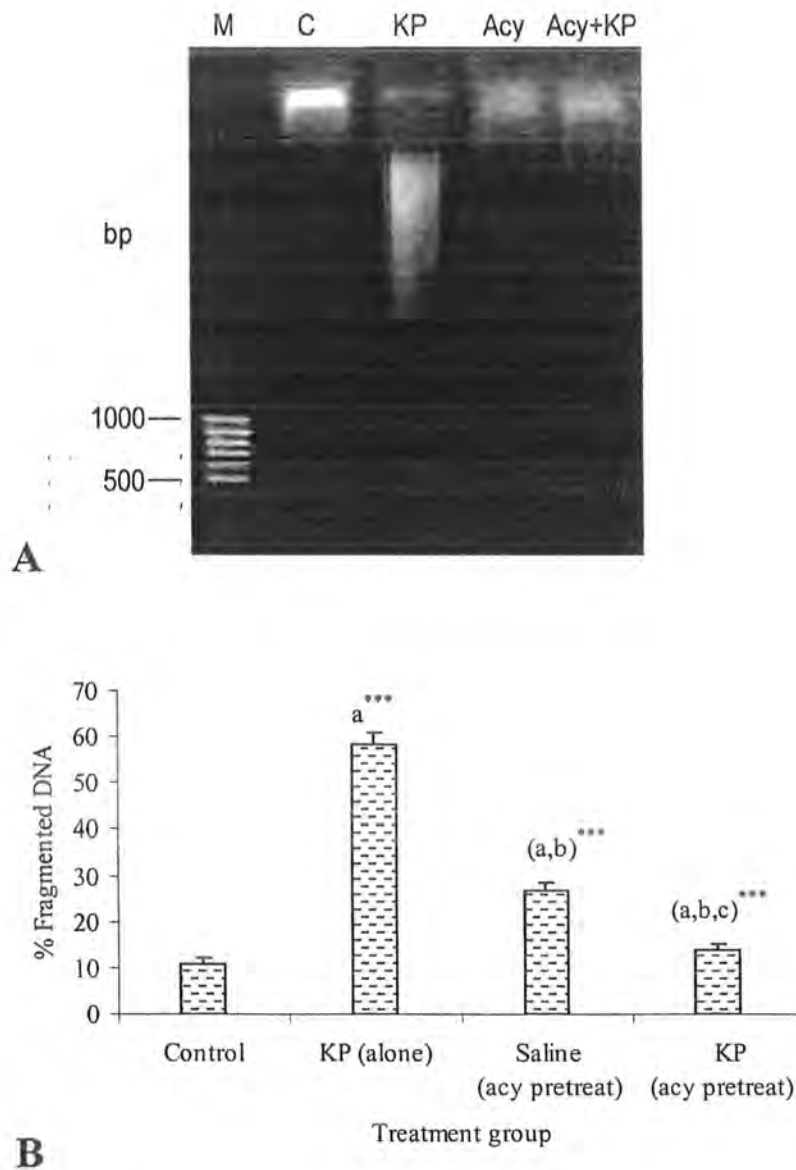 M C KP Acy Acy+KP
bp
1000
500
A
70
60
50
40
30
20
10
0
% Fragmented DNA
a***
(a,b)***
(a,b,c)***
Control KP (alone) Saline KP
(acy pretreat) (acy pretreat)
Treatment group
B